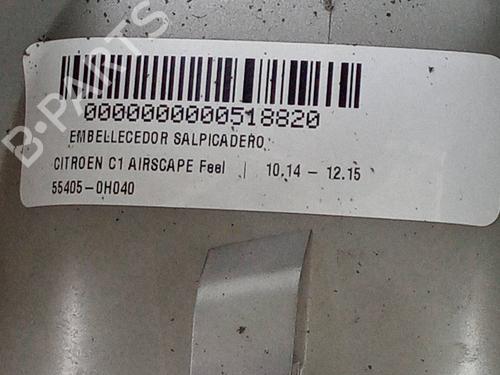 B-PARTS
0000000000518820
EMBELLECEDOR SALPICADERO
CITROEN C1 AIRSCAPE Feel | 10.14 – 12.15
55405-0H040